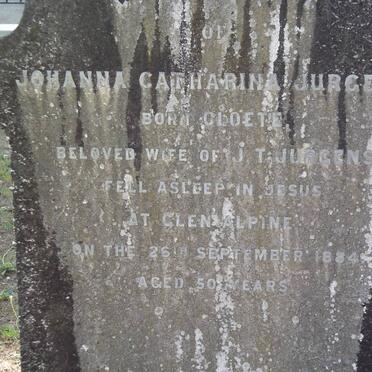 OF
JOHANNA CATHARINA JURGE
BORN CLOETE
BELOVED WIFE OF J. T. JURGENS
FELL ASLEEP IN JESUS
AT GLEN ALPINE
ON THE 26TH SEPTEMBER 1884
AGED 50 YEARS